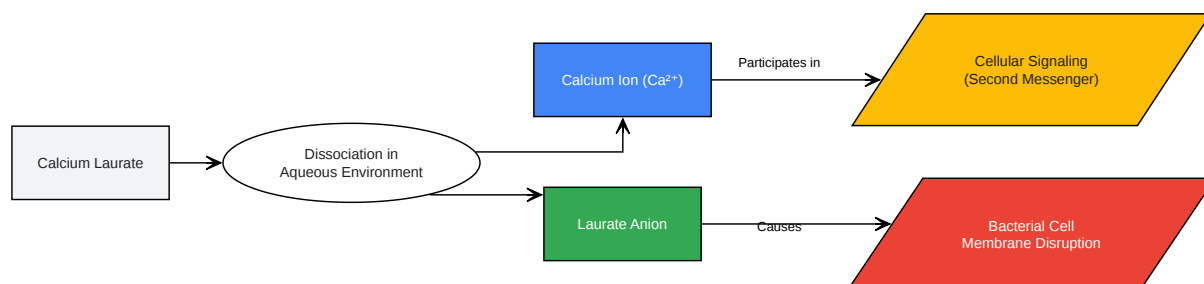 Calcium Laurate
Dissociation in
Aqueous Environment
Calcium Ion (Ca²⁺)
Participates in
Cellular Signaling
(Second Messenger)
Laurate Anion
Causes
Bacterial Cell
Membrane Disruption